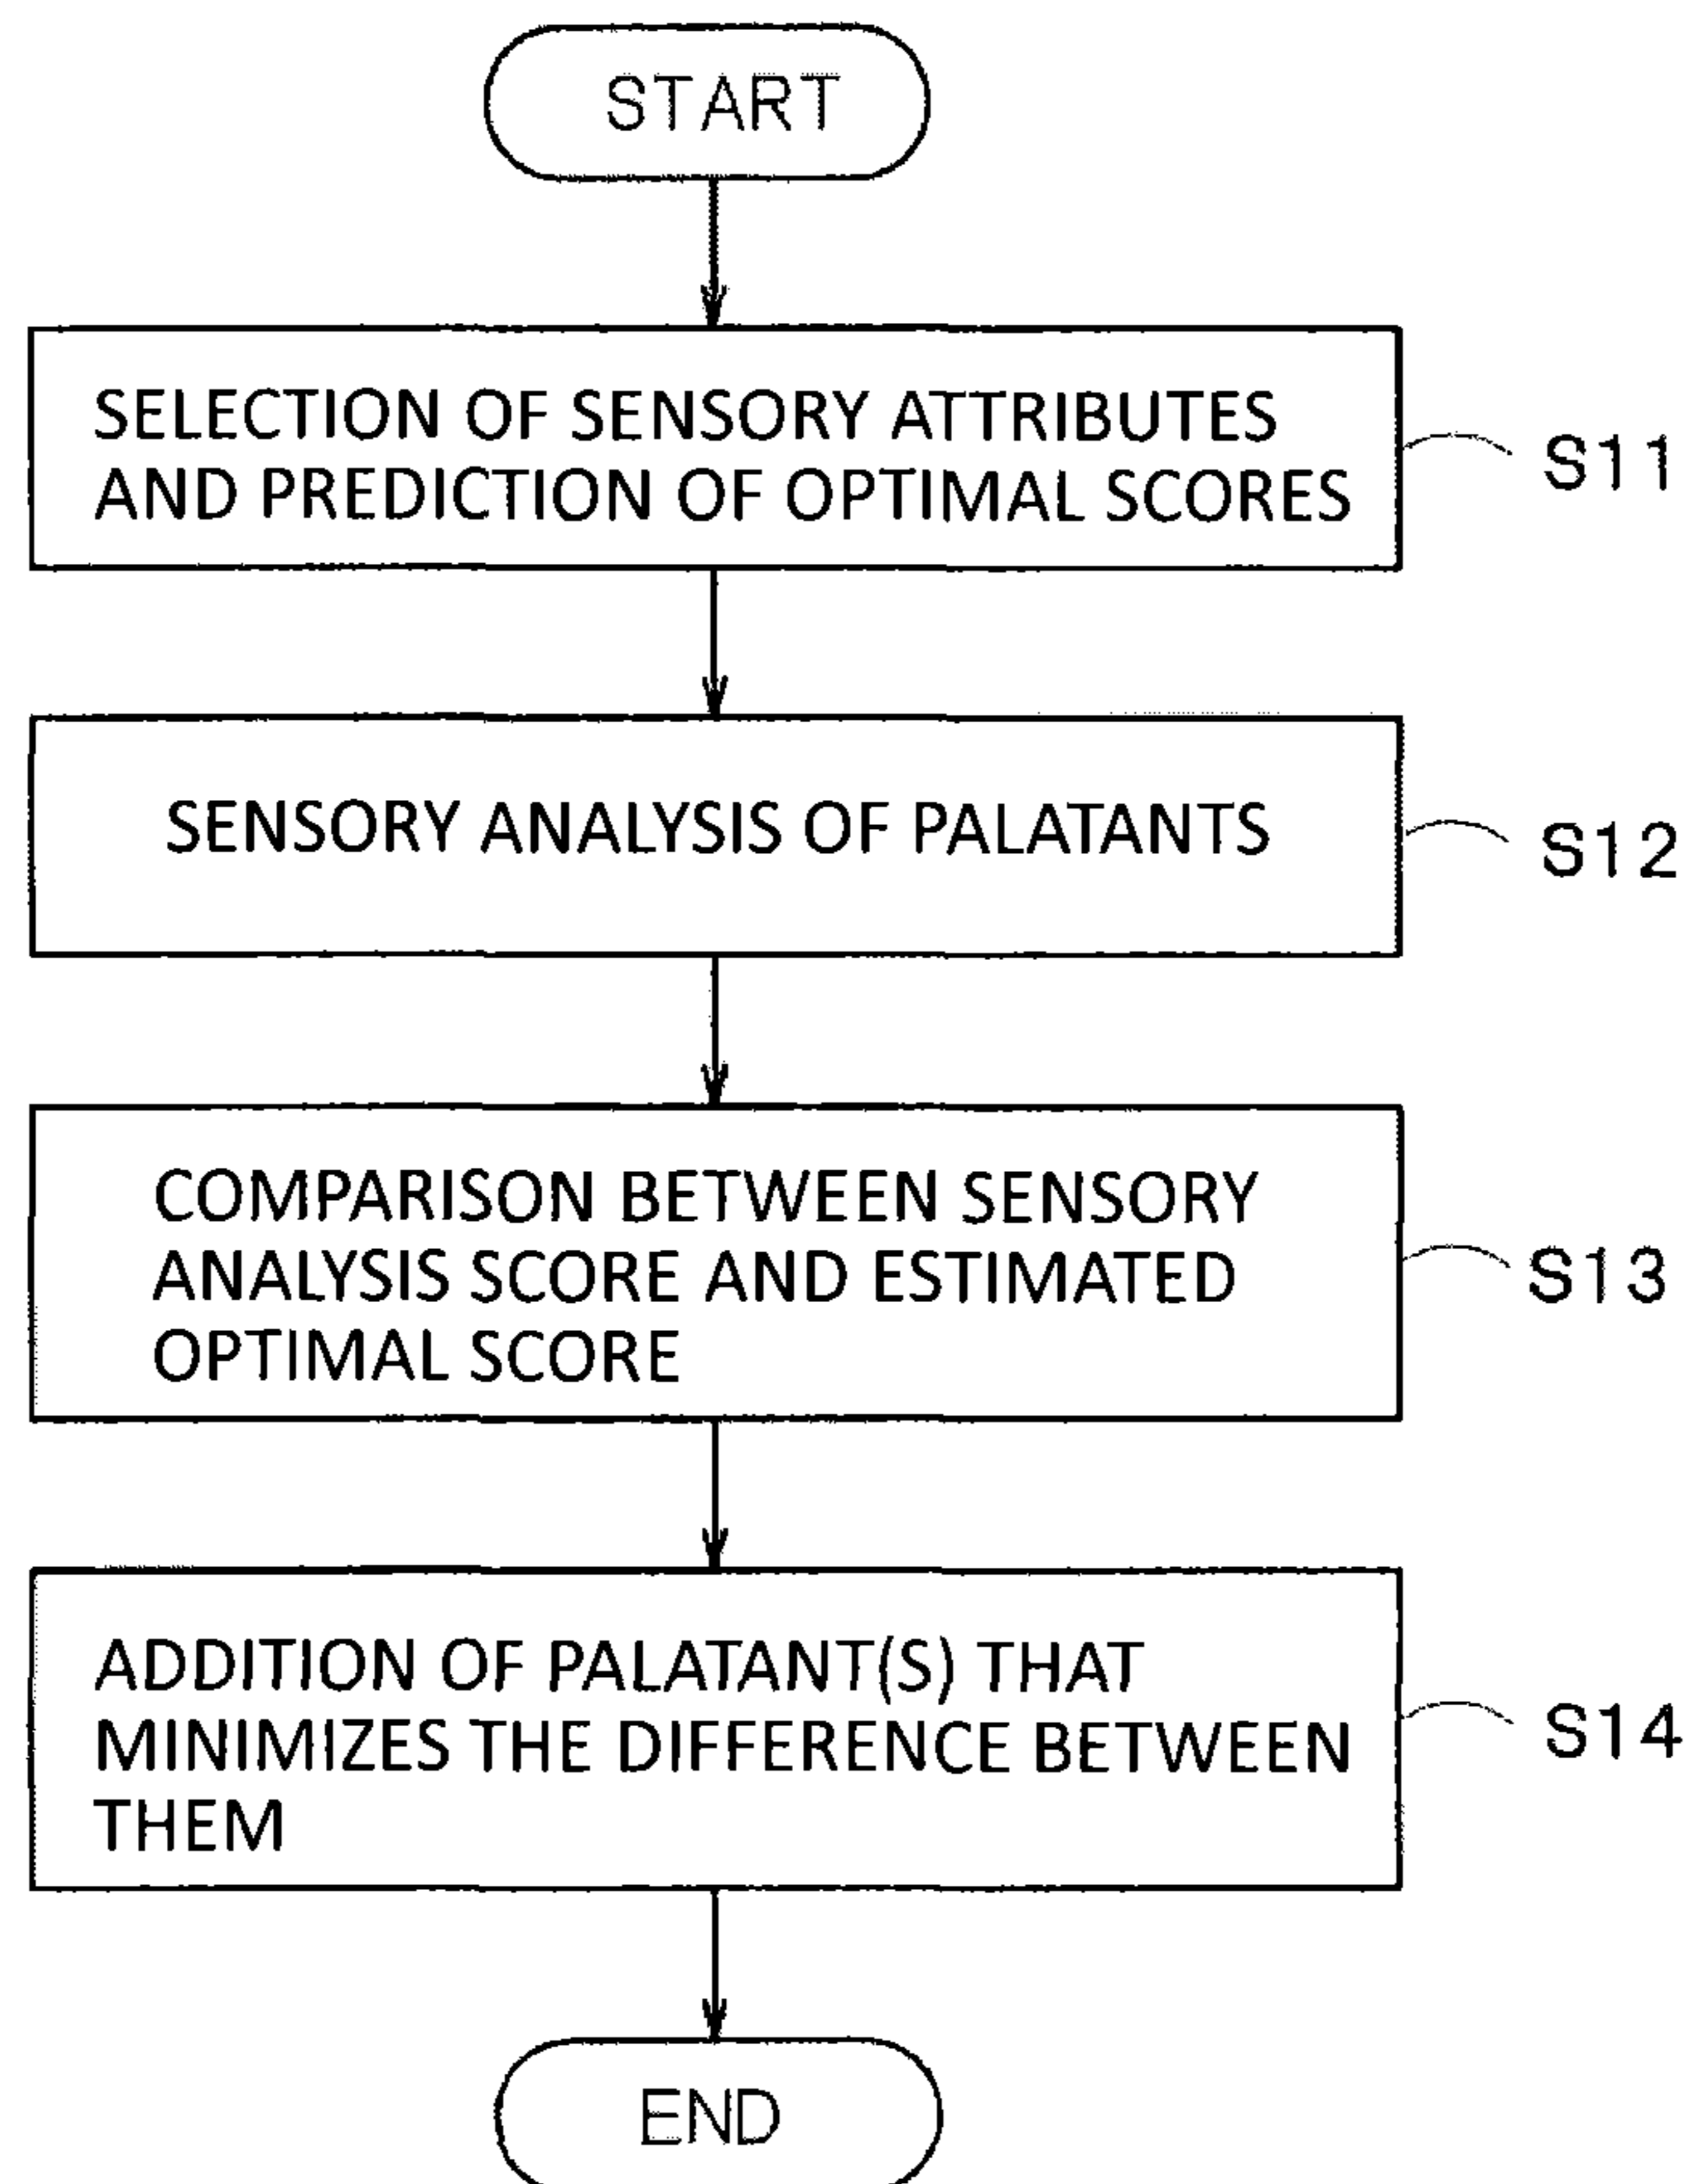 START
SELECTION OF SENSORY ATTRIBUTES
AND PREDICTION OF OPTIMAL SCORES
S11
SENSORY ANALYSIS OF PALATANTS
S12
COMPARISON BETWEEN SENSORY
ANALYSIS SCORE AND ESTIMATED
OPTIMAL SCORE
S13
ADDITION OF PALATANT(S) THAT
MINIMIZES THE DIFFERENCE BETWEEN
THEM
S14
END